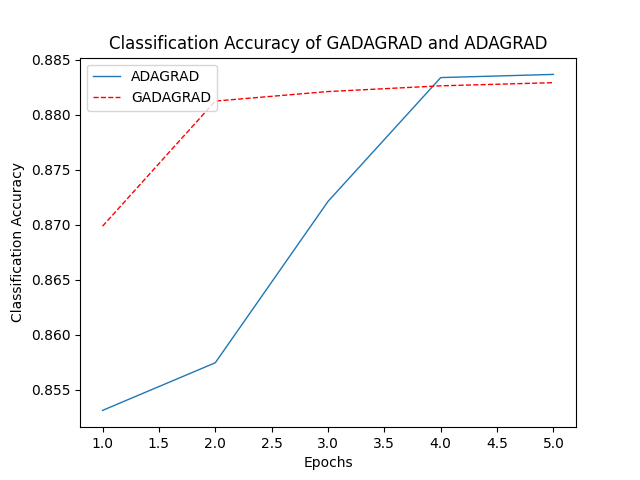 Classification Accuracy of GADAGRAD and ADAGRAD
ADAGRAD
GADAGRAD
Classification Accuracy
0.885
0.880
0.875
0.870
0.865
0.860
0.855
1.0 1.5 2.0 2.5 3.0 3.5 4.0 4.5 5.0
Epochs